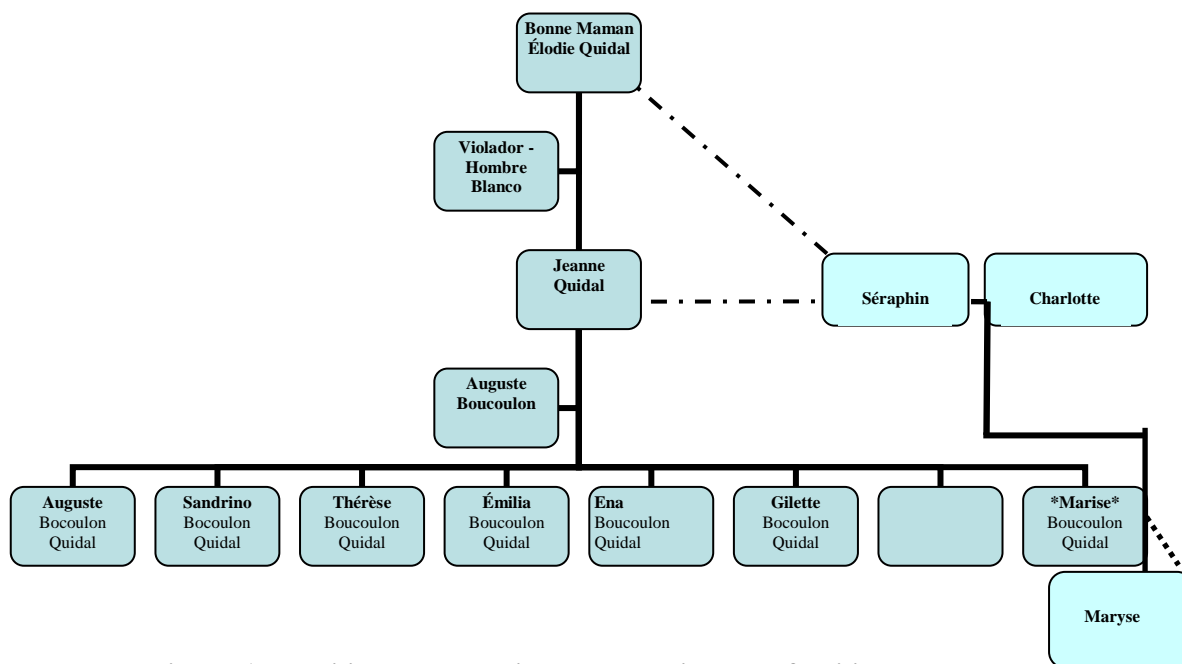 Bonne Maman
Élodie Quidal
Violador -
Hombre
Blanco
Jeanne
Quidal
Séraphin
Charlotte
Auguste
Boucoulon
Auguste
Bocoulon
Quidal
Sandrino
Bocoulon
Quidal
Thérèse
Boucoulon
Quidal
Émilia
Boucoulon
Quidal
Ena
Boucoulon
Quidal
Gilette
Bocoulon
Quidal
*Marise*
Boucoulon
Quidal
Maryse